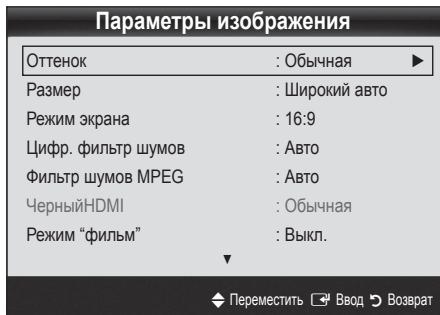 Параметры изображения
Оттенок : Обычная ►
Размер : Широкий авто
Режим экрана : 16:9
Цифр. фильтр шумов : Авто
Фильтр шумов MPEG : Авто
ЧерныйHDMI : Обычная
Режим “фильм” : Выкл.
▼
Переместить Ввод Возврат